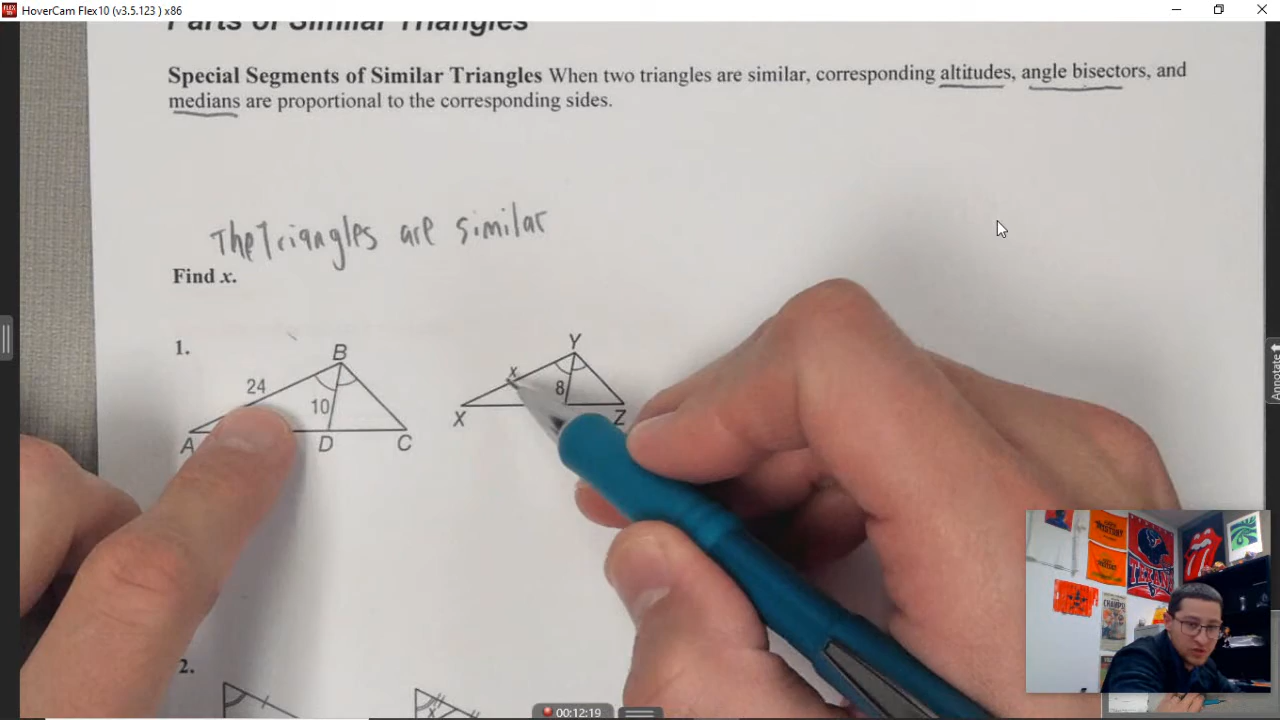 HoverCam Flex10 (v3.5.123) x86
Parts of Similar Triangles
Special Segments of Similar Triangles When two triangles are similar, corresponding altitudes, angle bisectors, and
medians are proportional to the corresponding sides.
The Triangles are similar
Find x.
1.
B
24
10
A
D
C
Y
x
8
X
Z
2.
x
Annotate
TEXANS
00:12:19